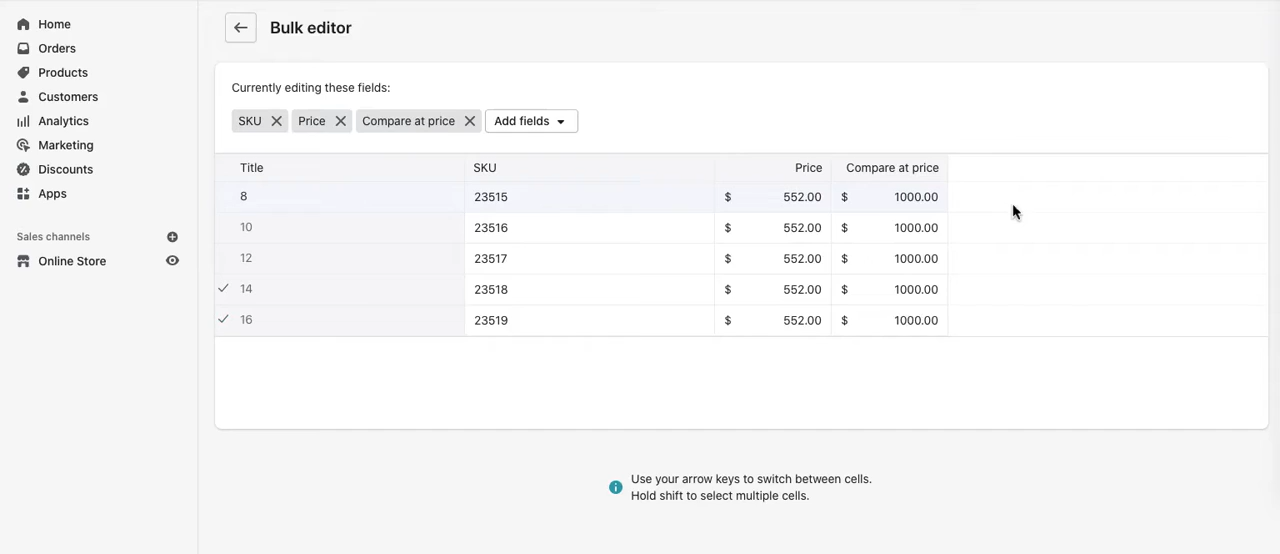 Home
Orders
Products
Customers
Analytics
Marketing
Discounts
Apps
Sales channels
Online Store
Bulk editor
Currently editing these fields:
SKU Price Compare at price Add fields
Title SKU Price Compare at price
8 23515 $ 552.00 $ 1000.00
10 23516 $ 552.00 $ 1000.00
12 23517 $ 552.00 $ 1000.00
14 23518 $ 552.00 $ 1000.00
16 23519 $ 552.00 $ 1000.00
Use your arrow keys to switch between cells.
Hold shift to select multiple cells.